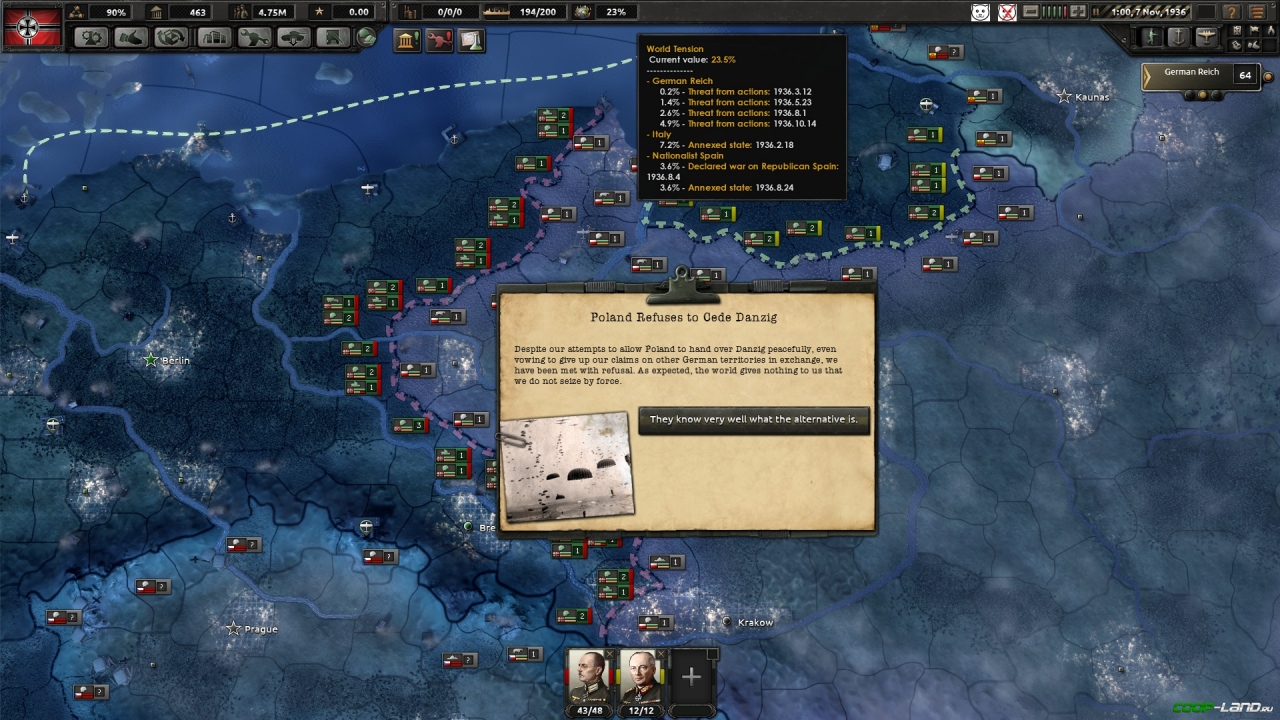 90%
463
4.75M
0.00
0/0/0
194/200
23%
1:00, 7 Nov, 1936
?
German Reich
64
World Tension
Current value: 23.5%
--------------
- German Reich
0.2% - Threat from actions: 1936.3.12
1.4% - Threat from actions: 1936.5.23
2.6% - Threat from actions: 1936.8.1
4.9% - Threat from actions: 1936.10.14
- Italy
7.2% - Annexed state: 1936.2.18
- Nationalist Spain
3.6% - Declared war on Republican Spain:
1936.8.4
3.6% - Annexed state: 1936.8.24
Kaunas
Berlin
Poland Refuses to Cede Danzig
Despite our attempts to allow Poland to hand over Danzig peacefully, even
vowing to give up our claims on other German territories in exchange, we
have been met with refusal. As expected, the world gives nothing to us that
we do not seize by force.
They know very well what the alternative is.
Bre
Prague
Krakow
43/48
12/12
COOP-LAND.RU